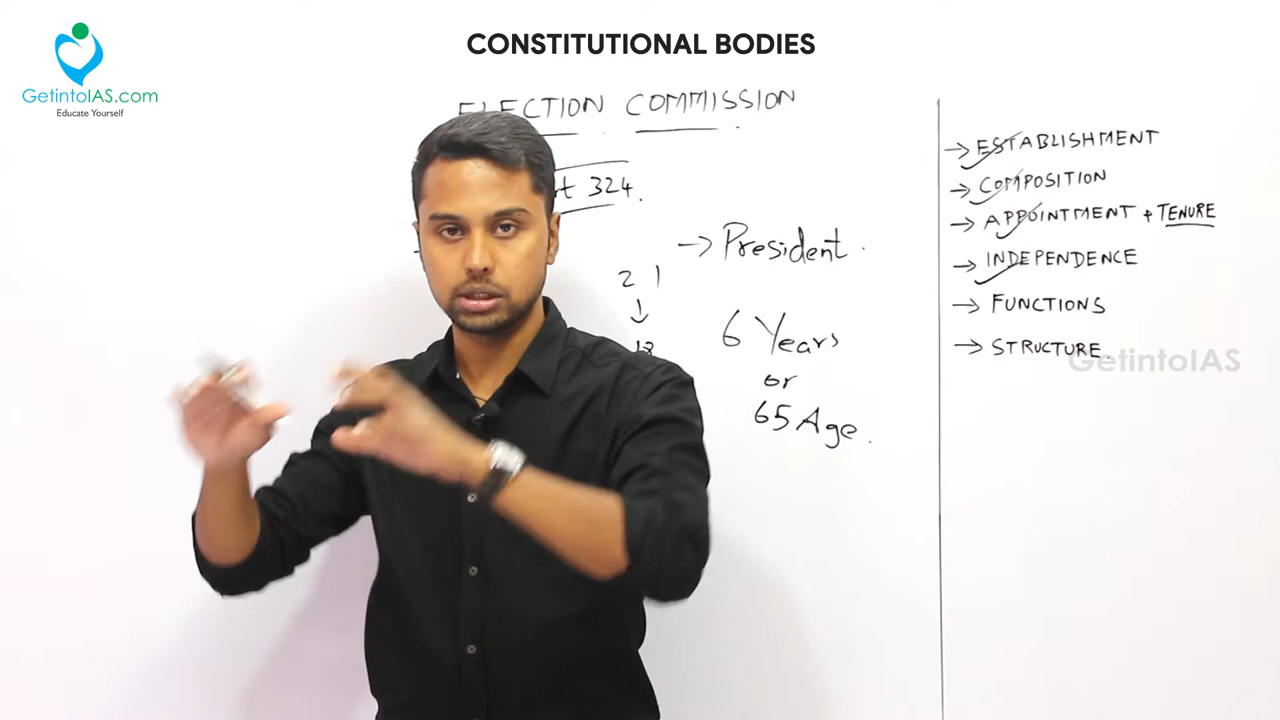 CONSTITUTIONAL BODIES
GetintoIAS.com
Educate Yourself
ELECTION COMMISSION
Art 324.
→ President.
2 1
↓
6 Years
or
65 Age.
→ ESTABLISHMENT
→ COMPOSITION
→ APPOINTMENT + TENURE
→ INDEPENDENCE
→ FUNCTIONS
→ STRUCTURE.
GetintoIAS